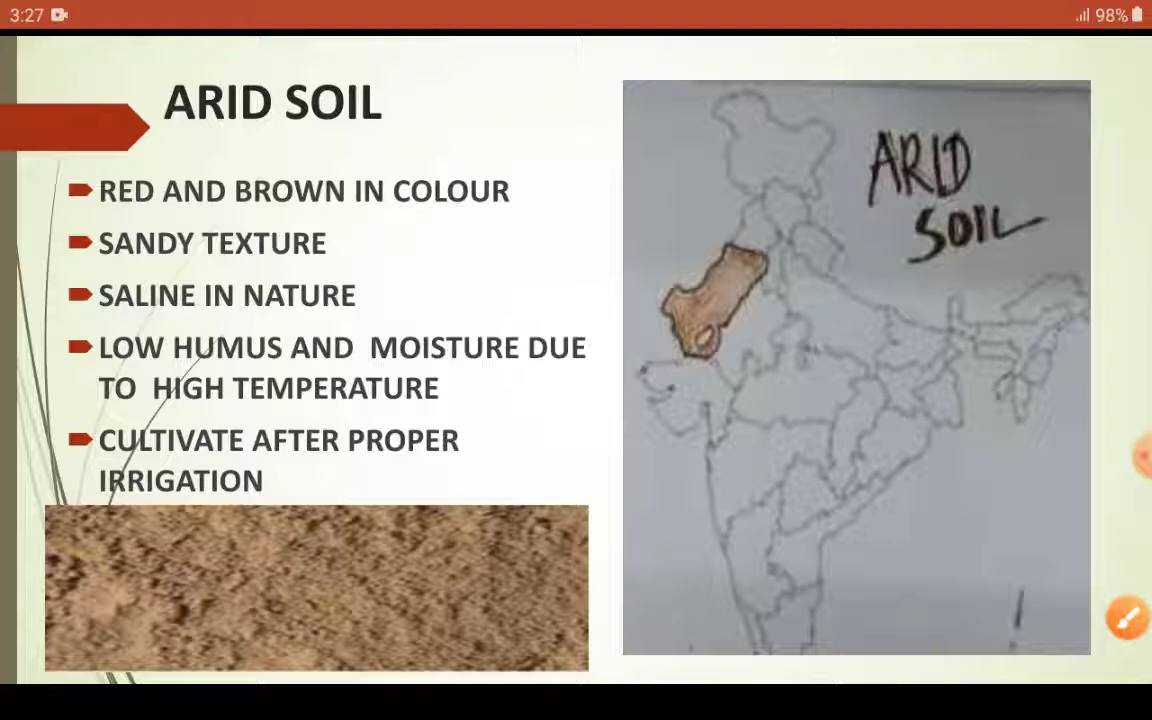 3:27
98%
ARID SOIL
RED AND BROWN IN COLOUR
SANDY TEXTURE
SALINE IN NATURE
LOW HUMUS AND MOISTURE DUE
TO HIGH TEMPERATURE
CULTIVATE AFTER PROPER
IRRIGATION
ARID
SOIL